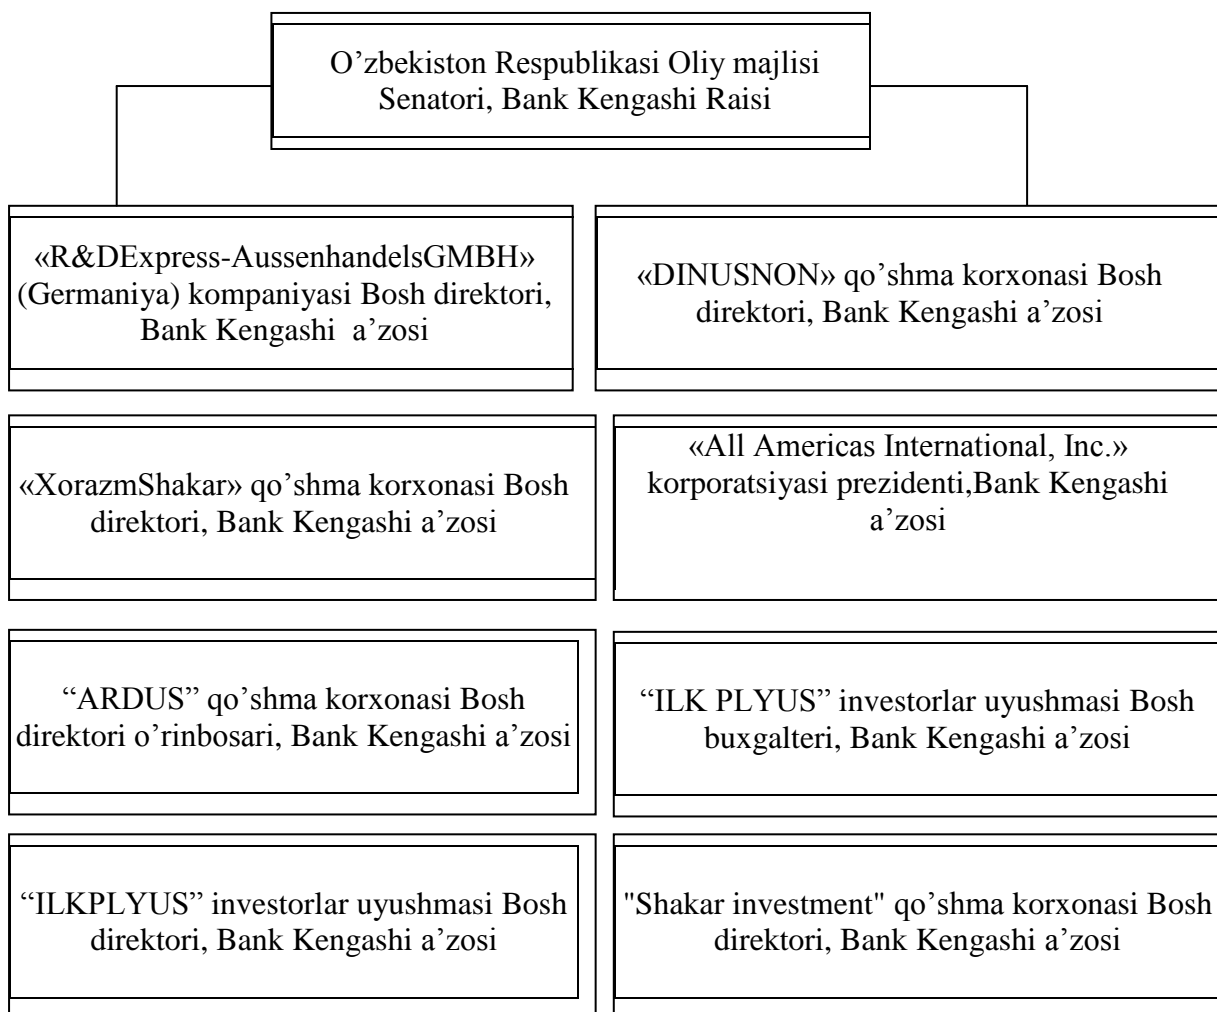 O’zbekiston Respublikasi Oliy majlisi
Senatori, Bank Kengashi Raisi
«R&DExpress-AussenhandelsGMBH»
(Germaniya) kompaniyasi Bosh direktori,
Bank Kengashi a’zosi
«DINUSNON» qo’shma korxonasi Bosh
direktori, Bank Kengashi a’zosi
«XorazmShakar» qo’shma korxonasi Bosh
direktori, Bank Kengashi a’zosi
«All Americas International, Inc.»
korporatsiyasi prezidenti,Bank Kengashi
a’zosi
“ARDUS” qo’shma korxonasi Bosh
direktori o’rinbosari, Bank Kengashi a’zosi
“ILK PLYUS” investorlar uyushmasi Bosh
buxgalteri, Bank Kengashi a’zosi
“ILKPLYUS” investorlar uyushmasi Bosh
direktori, Bank Kengashi a’zosi
"Shakar investment" qo’shma korxonasi Bosh
direktori, Bank Kengashi a’zosi